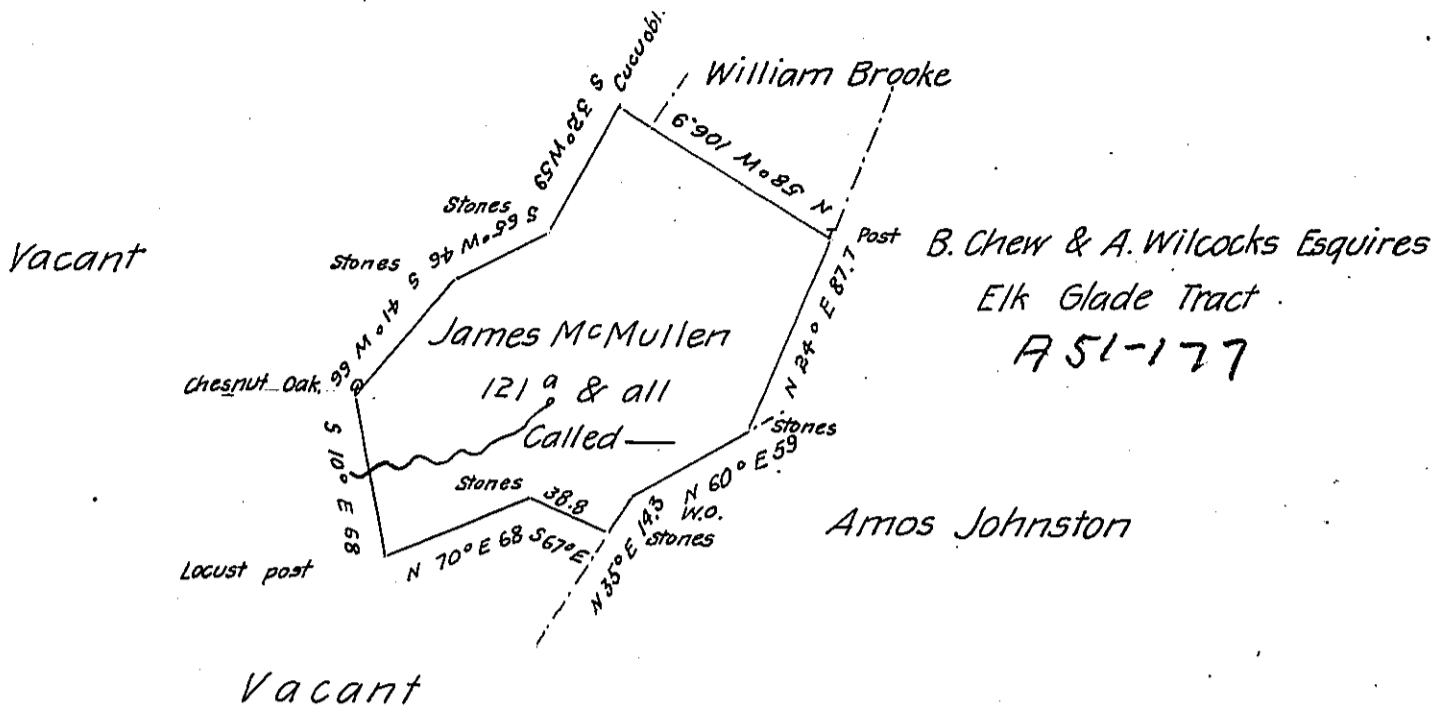 Cucuobl.
William Brooke
S 32° W 59
N 58° W 106.9
Stones
S 65° W 46
Vacant
Stones
S 41° W 66
Post
B. Chew & A. Wilcocks Esquires
Elk Glade Tract
A 51-177
N 24° E 87.7
James McMullen
121 a & all
Called
Chesnut Oak.
S 10° E 68
Stones
N 60° E 59
Stones
38.8
W.O.
Stones
N 35° E 14.3
Amos Johnston
Locust post
N 70° E 68
S 67° E
Vacant